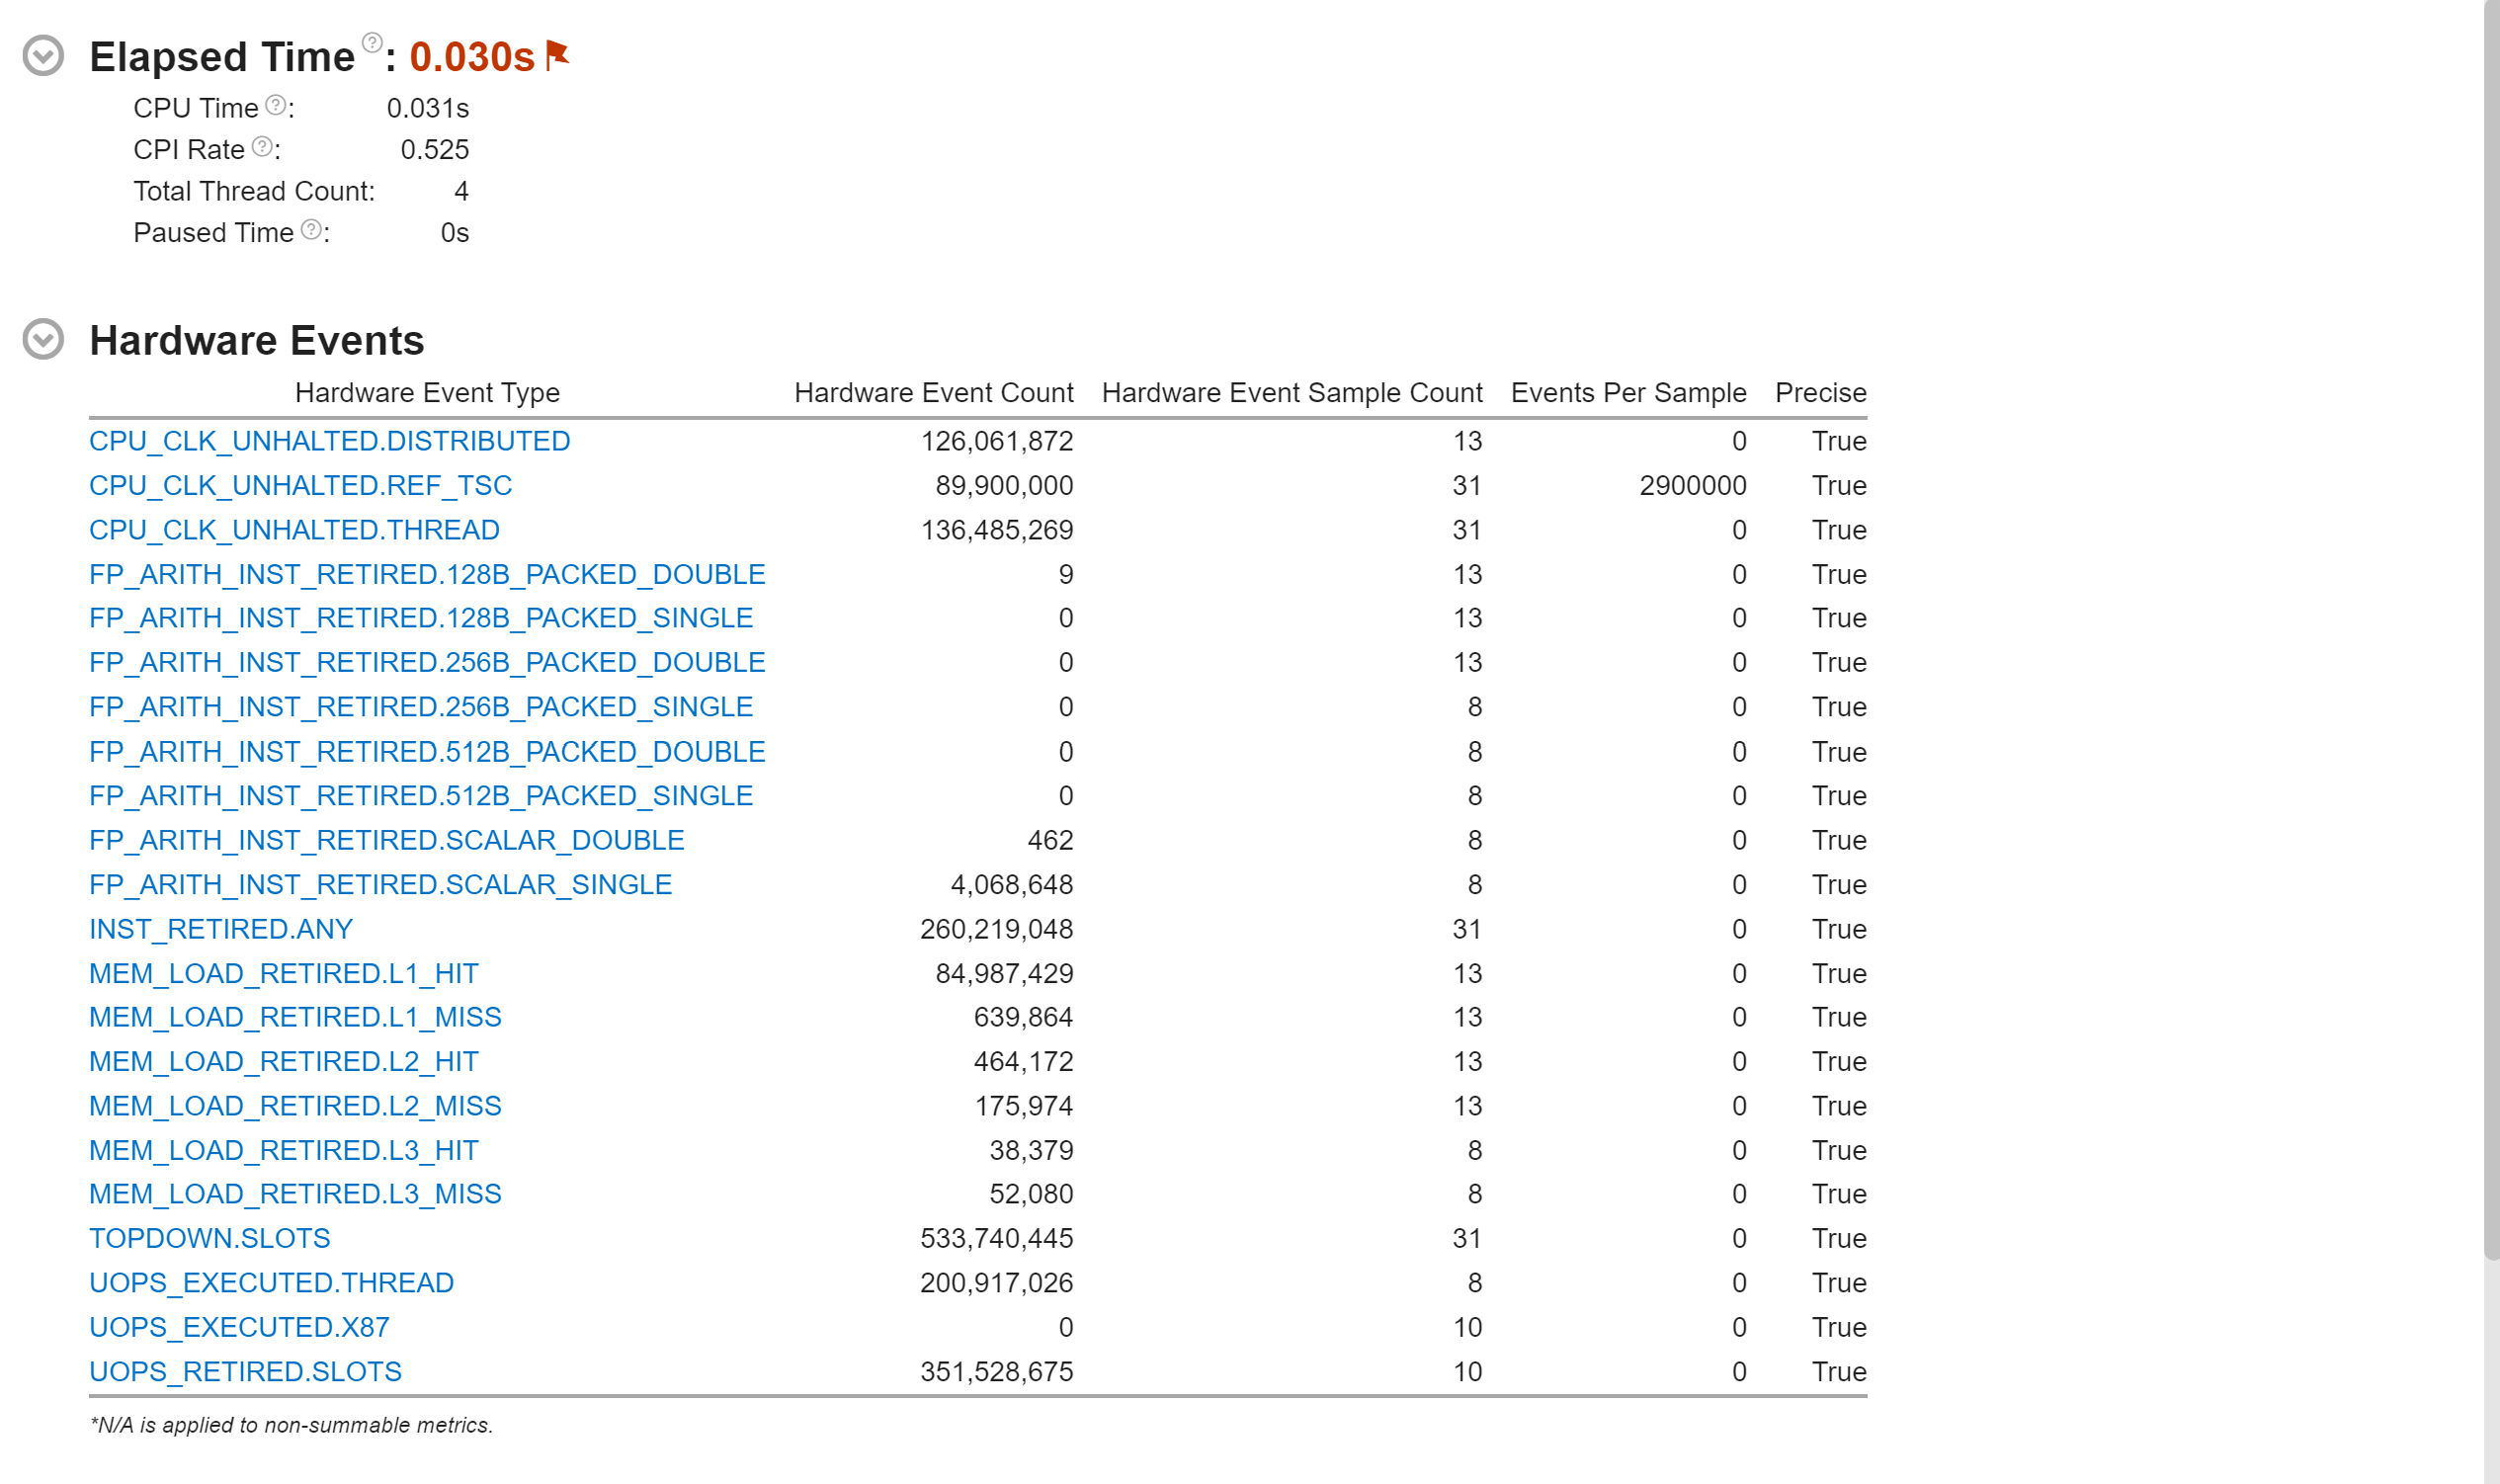 Elapsed Time ?: 0.030s
CPU Time ?: 0.031s
CPI Rate ?: 0.525
Total Thread Count: 4
Paused Time ?: 0s
Hardware Events
Hardware Event Type Hardware Event Count Hardware Event Sample Count Events Per Sample Precise
CPU_CLK_UNHALTED.DISTRIBUTED 126,061,872 13 0 True
CPU_CLK_UNHALTED.REF_TSC 89,900,000 31 2900000 True
CPU_CLK_UNHALTED.THREAD 136,485,269 31 0 True
FP_ARITH_INST_RETIRED.128B_PACKED_DOUBLE 9 13 0 True
FP_ARITH_INST_RETIRED.128B_PACKED_SINGLE 0 13 0 True
FP_ARITH_INST_RETIRED.256B_PACKED_DOUBLE 0 13 0 True
FP_ARITH_INST_RETIRED.256B_PACKED_SINGLE 0 8 0 True
FP_ARITH_INST_RETIRED.512B_PACKED_DOUBLE 0 8 0 True
FP_ARITH_INST_RETIRED.512B_PACKED_SINGLE 0 8 0 True
FP_ARITH_INST_RETIRED.SCALAR_DOUBLE 462 8 0 True
FP_ARITH_INST_RETIRED.SCALAR_SINGLE 4,068,648 8 0 True
INST_RETIRED.ANY 260,219,048 31 0 True
MEM_LOAD_RETIRED.L1_HIT 84,987,429 13 0 True
MEM_LOAD_RETIRED.L1_MISS 639,864 13 0 True
MEM_LOAD_RETIRED.L2_HIT 464,172 13 0 True
MEM_LOAD_RETIRED.L2_MISS 175,974 13 0 True
MEM_LOAD_RETIRED.L3_HIT 38,379 8 0 True
MEM_LOAD_RETIRED.L3_MISS 52,080 8 0 True
TOPDOWN.SLOTS 533,740,445 31 0 True
UOPS_EXECUTED.THREAD 200,917,026 8 0 True
UOPS_EXECUTED.X87 0 10 0 True
UOPS_RETIRED.SLOTS 351,528,675 10 0 True
*N/A is applied to non-summable metrics.